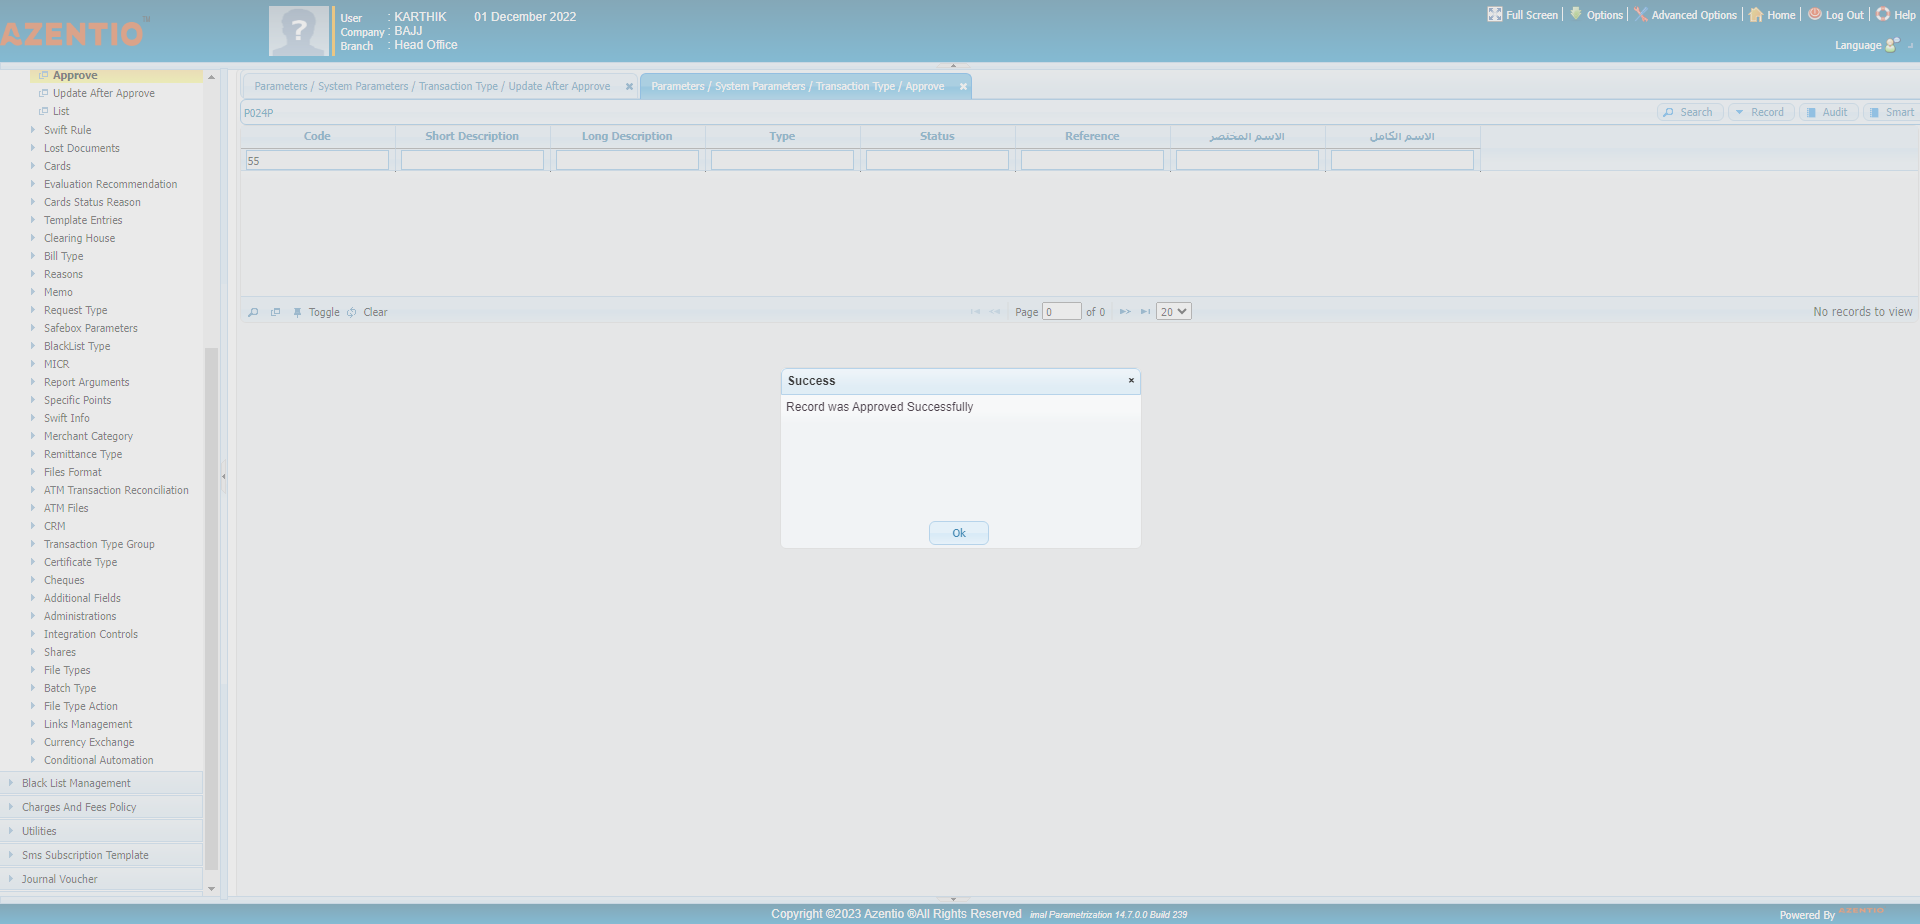 AZENTIO TM
User : KARTHIK 01 December 2022
Company : BAJJ
Branch : Head Office
Full Screen | Options | Advanced Options | Home | Log Out | Help
Language
Approve
Update After Approve
List
Swift Rule
Lost Documents
Cards
Evaluation Recommendation
Cards Status Reason
Template Entries
Clearing House
Bill Type
Reasons
Memo
Request Type
Safebox Parameters
BlackList Type
MICR
Report Arguments
Specific Points
Swift Info
Merchant Category
Remittance Type
Files Format
ATM Transaction Reconciliation
ATM Files
CRM
Transaction Type Group
Certificate Type
Cheques
Additional Fields
Administrations
Integration Controls
Shares
File Types
Batch Type
File Type Action
Links Management
Currency Exchange
Conditional Automation
Black List Management
Charges And Fees Policy
Utilities
Sms Subscription Template
Journal Voucher
Parameters / System Parameters / Transaction Type / Update After Approve
Parameters / System Parameters / Transaction Type / Approve
P024P
Search Record Audit Smart
Code Short Description Long Description Type Status Reference الاسم المختصر الاسم الكامل
55
Toggle Clear
Page 0 of 0 20
No records to view
Success
Record was Approved Successfully
Ok
Copyright ©2023 Azentio ®All Rights Reserved imal Parametrization 14.7.0.0 Build 239
Powered By AZENTIO